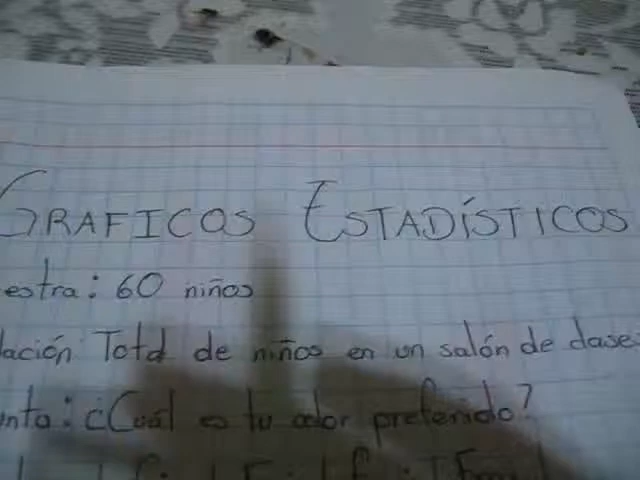 GRAFICOS ESTADÍSTICOS
estra: 60 niños
lación Total de niños en un salón de clase
nta: ¿Cuál es tu color preferido?